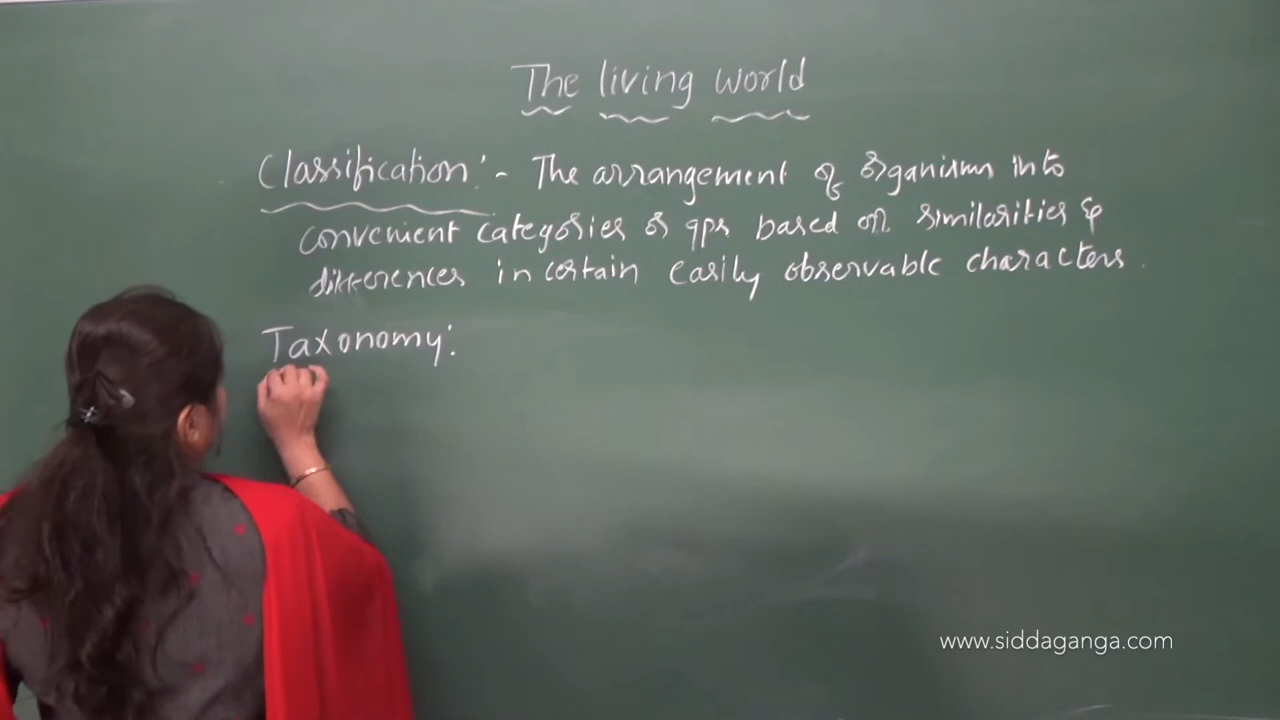 The living world
Classification:- The arrangement of organisms into
convenient categories or gps based on similarities &
differences in certain easily observable characters.
Taxonomy:
www.siddaganga.com